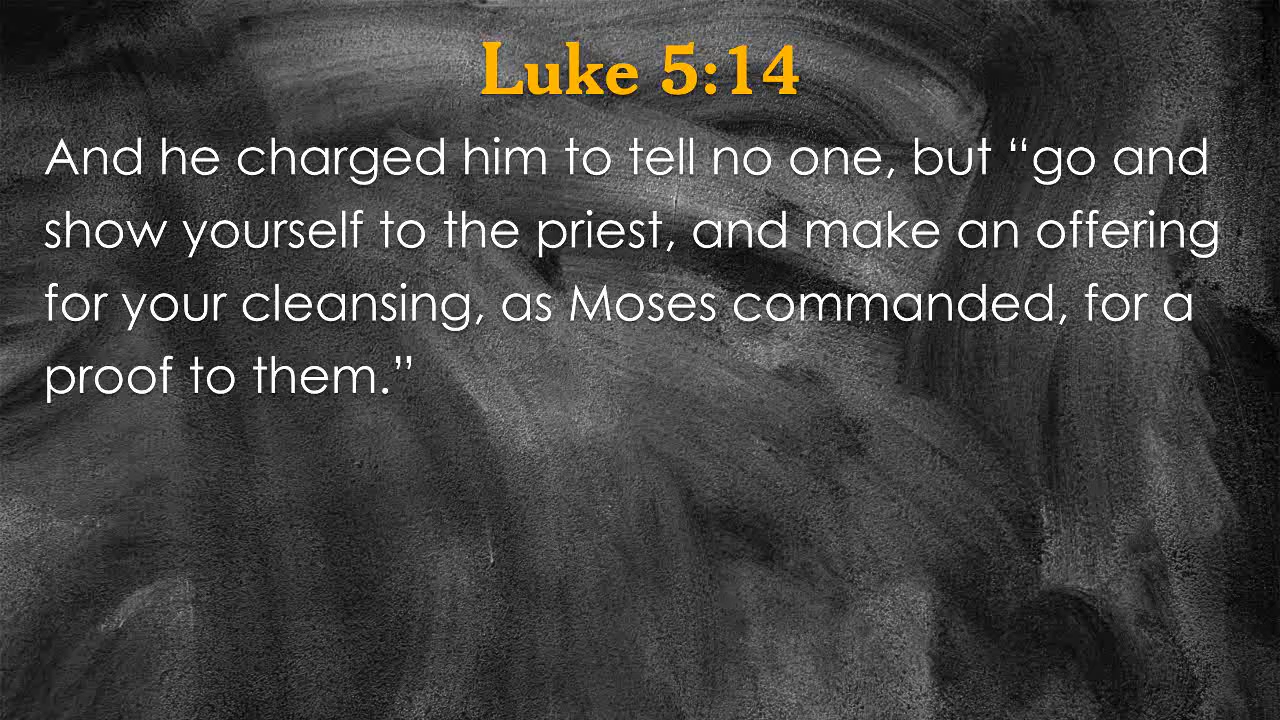 Luke 5:14
And he charged him to tell no one, but “go and
show yourself to the priest, and make an offering
for your cleansing, as Moses commanded, for a
proof to them.”